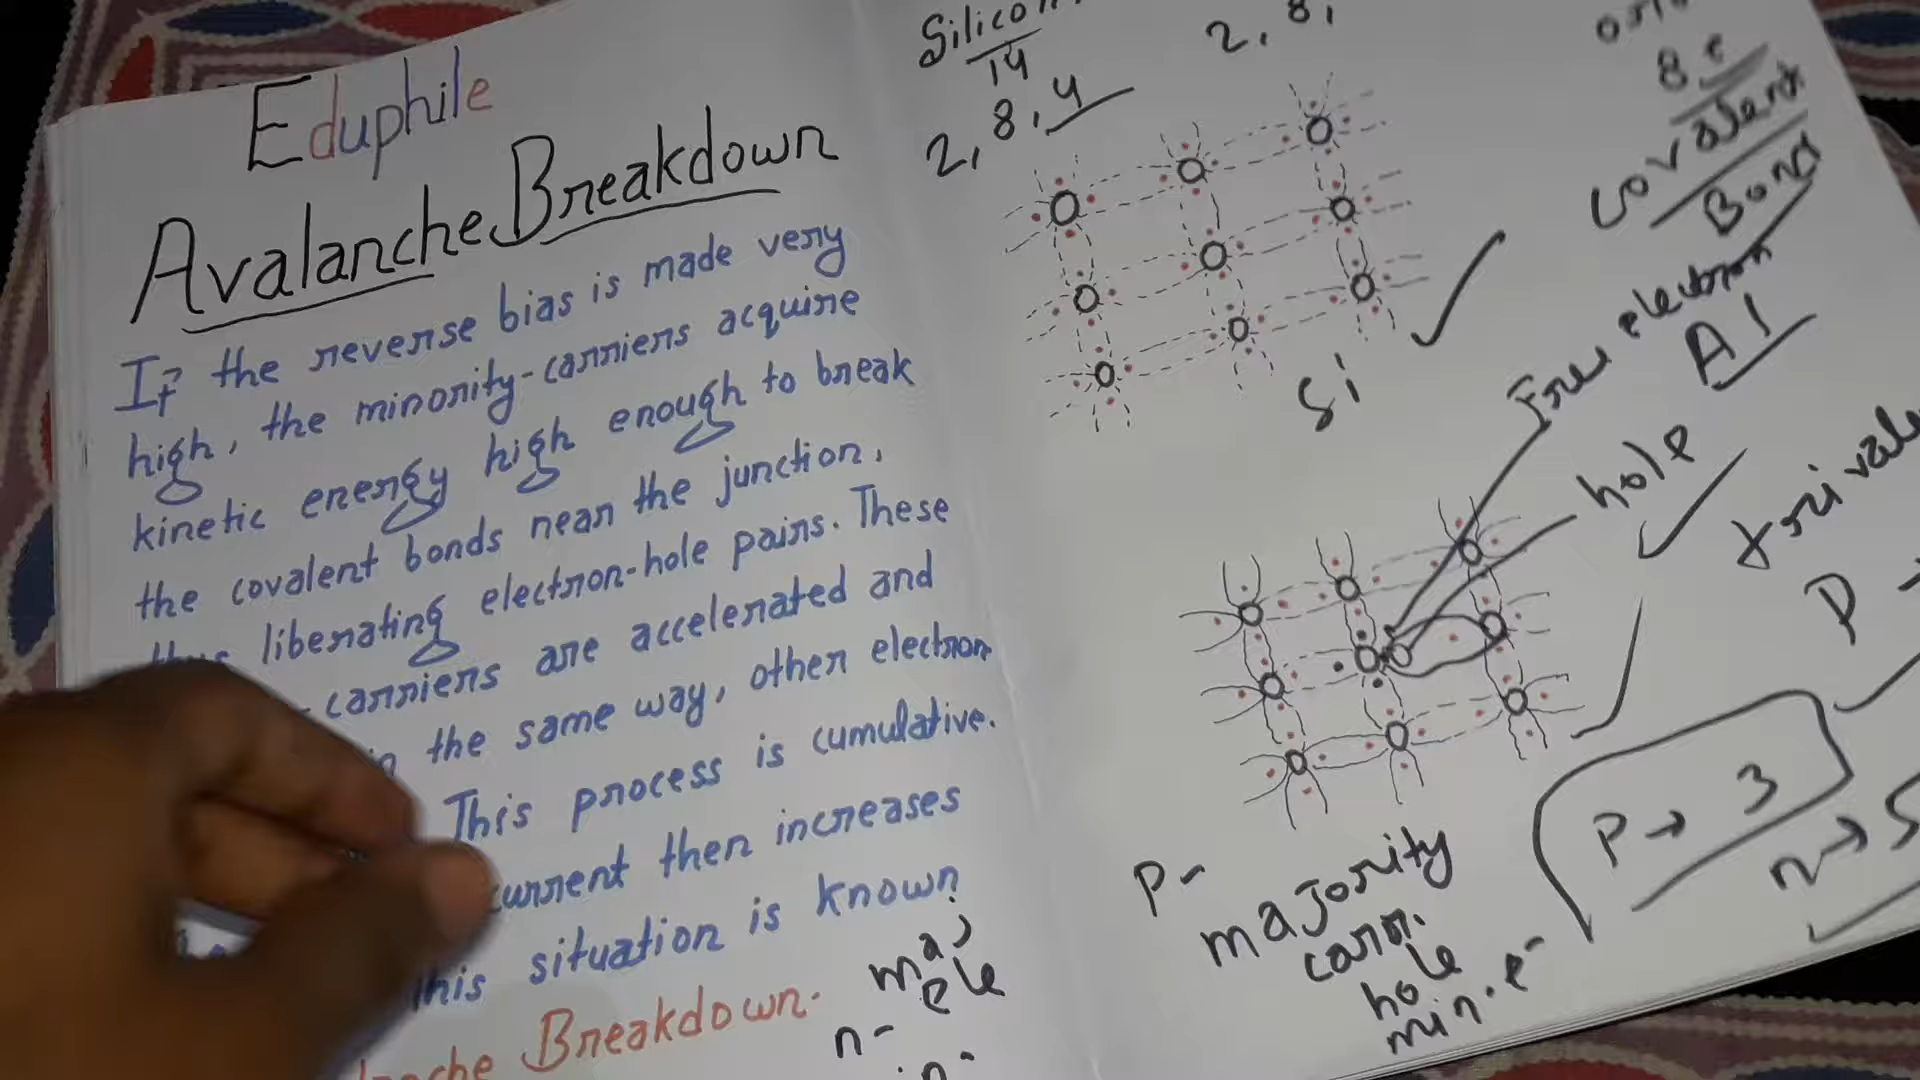 Eduphile
Avalanche Breakdown
If the reverse bias is made very
high, the minority-carriers acquire
kinetic energy high enough to break
the covalent bonds near the junction,
liberating electron-hole pairs. These
carriers are accelerated and
in the same way, other electron
This process is cumulative.
current then increases
This situation is known
Breakdown.
maj
ele
n-
Silicon
14
2, 8, 4
2, 8,
8 e
covalent
Bond
Si
Free electron
Al
hole
P
P → 3
n → 5
P-
majority
carr.
hole
min. e-